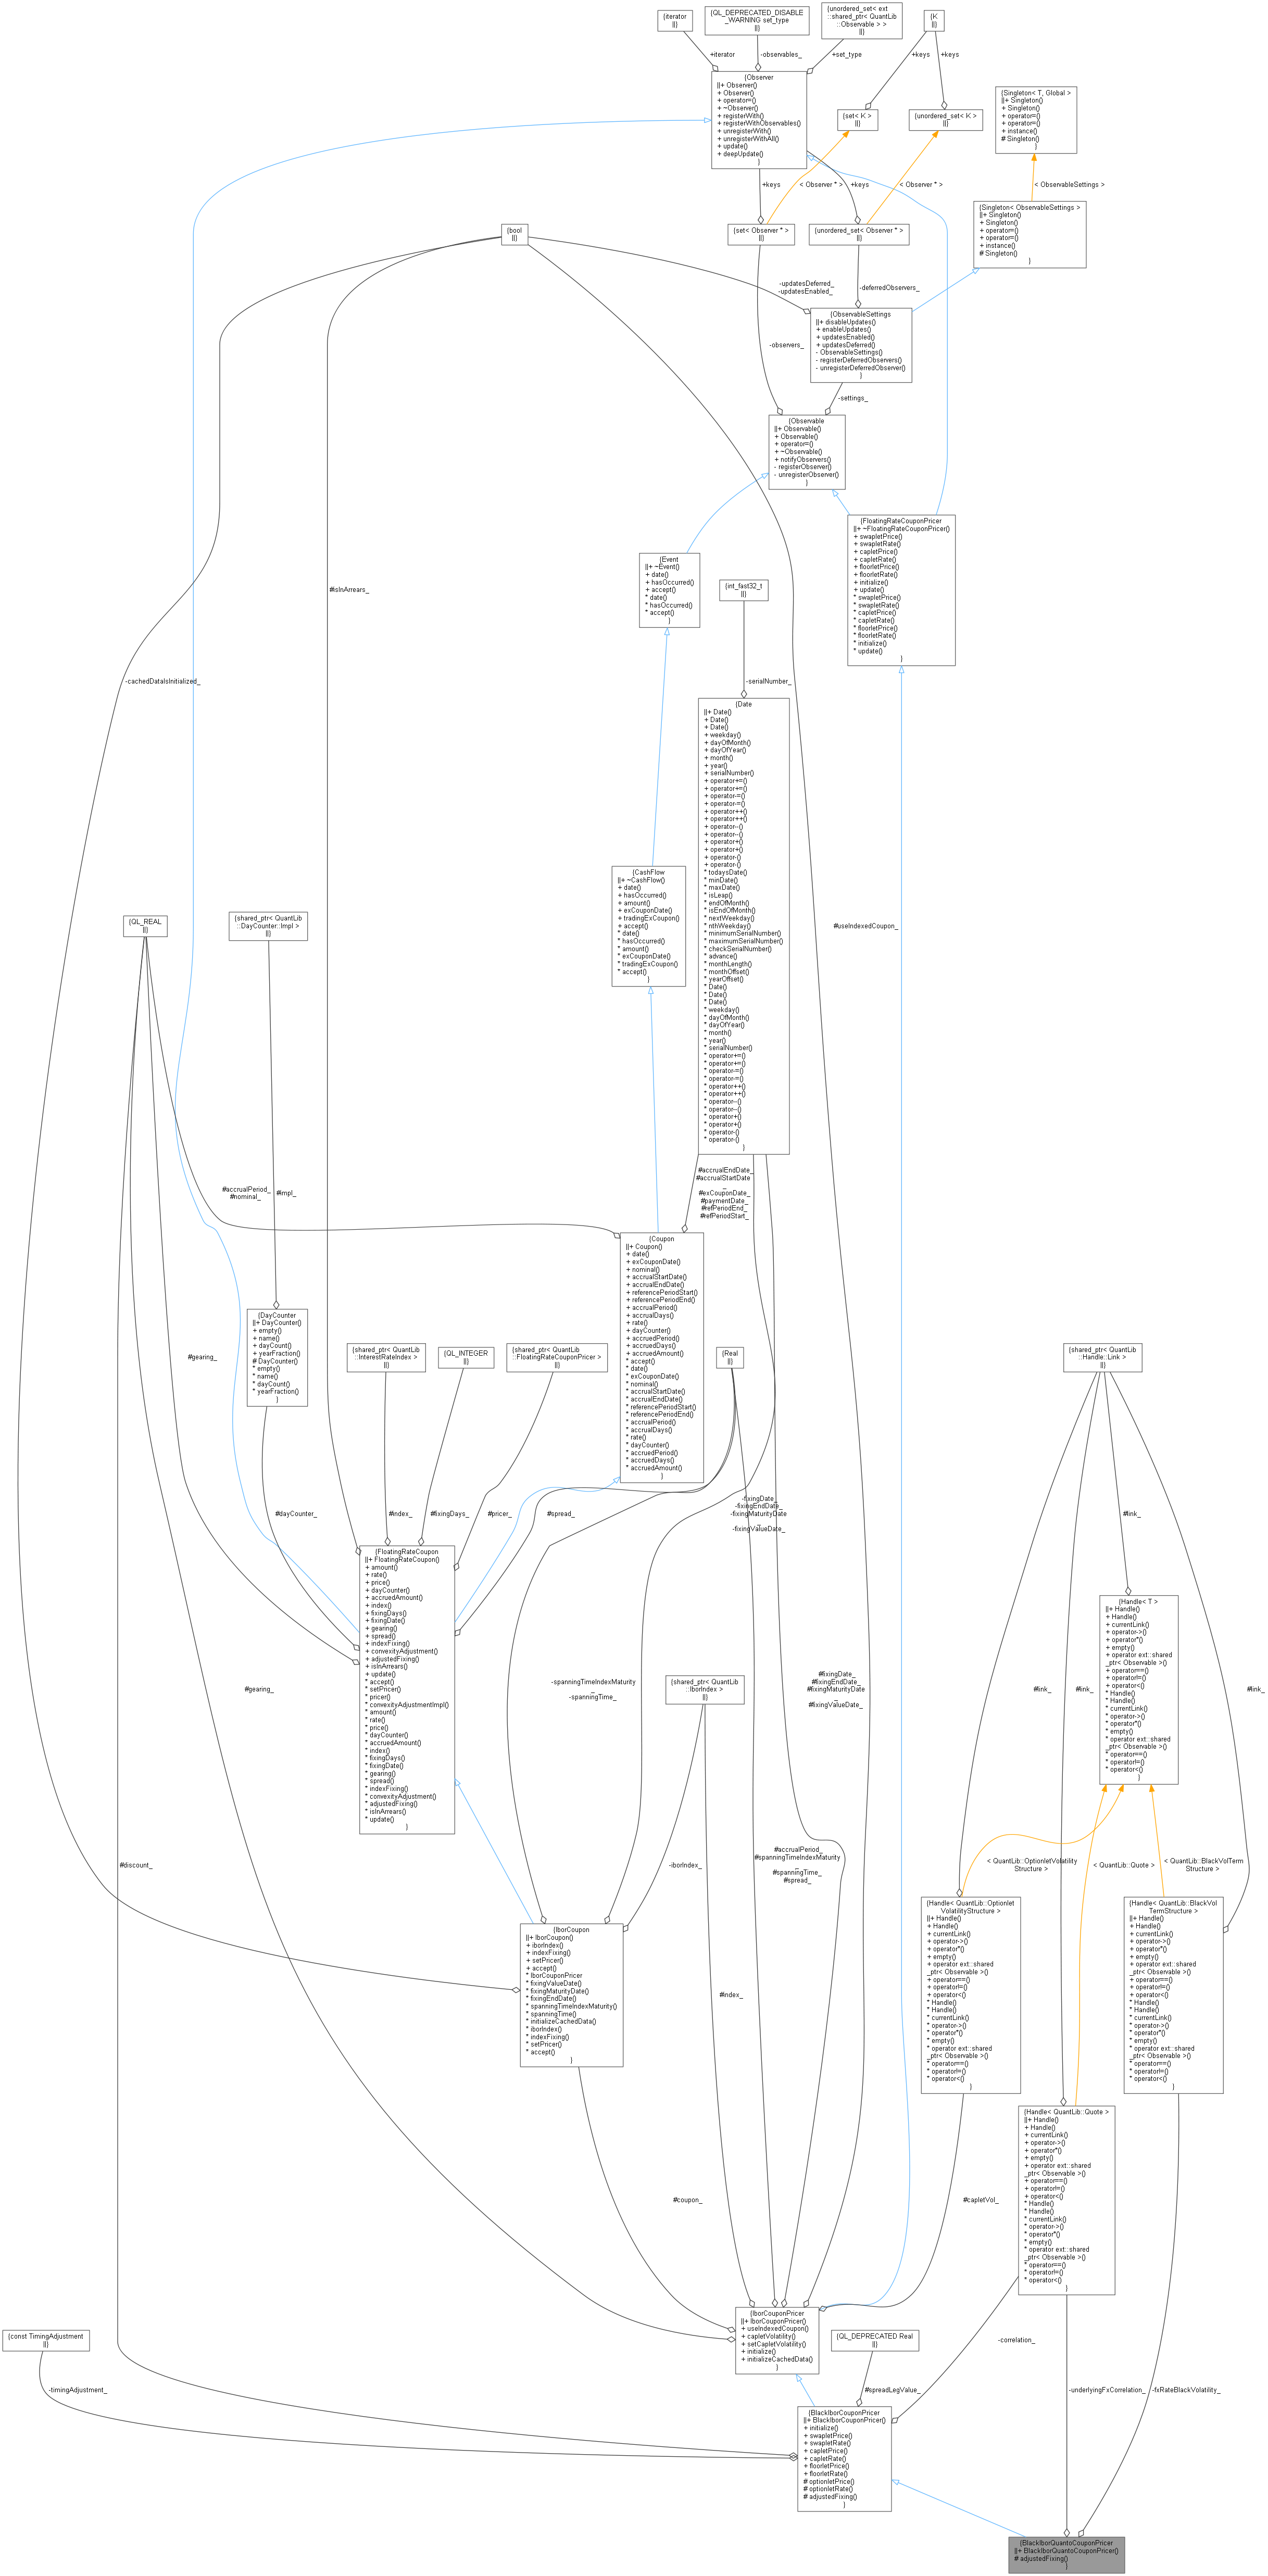 {iterator
||}
{QL_DEPRECATED_DISABLE
_WARNING set_type
||}
{unordered_set< ext
::shared_ptr< QuantLib
::Observable > >
||}
{K
||}
+iterator
-observables_
+set_type
+keys
+keys
{Observer
||+ Observer()
+ Observer()
+ operator=()
+ ~Observer()
+ registerWith()
+ registerWithObservables()
+ unregisterWith()
+ unregisterWithAll()
+ update()
+ deepUpdate()
}
{set< K >
||}
{unordered_set< K >
||}
{Singleton< T, Global >
||+ Singleton()
+ Singleton()
+ operator=()
+ operator=()
+ instance()
# Singleton()
}
+keys
< Observer * >
+keys
< Observer * >
< ObservableSettings >
{bool
||}
{set< Observer * >
||}
{unordered_set< Observer * >
||}
{Singleton< ObservableSettings >
||+ Singleton()
+ Singleton()
+ operator=()
+ operator=()
+ instance()
# Singleton()
}
-updatesDeferred_
-updatesEnabled_
-deferredObservers_
-observers_
{ObservableSettings
||+ disableUpdates()
+ enableUpdates()
+ updatesEnabled()
+ updatesDeferred()
- ObservableSettings()
- registerDeferredObservers()
- unregisterDeferredObserver()
}
-settings_
{Observable
||+ Observable()
+ Observable()
+ operator=()
+ ~Observable()
+ notifyObservers()
- registerObserver()
- unregisterObserver()
}
{FloatingRateCouponPricer
||+ ~FloatingRateCouponPricer()
+ swapletPrice()
+ swapletRate()
+ capletPrice()
+ capletRate()
+ floorletPrice()
+ floorletRate()
+ initialize()
+ update()
* swapletPrice()
* swapletRate()
* capletPrice()
* capletRate()
* floorletPrice()
* floorletRate()
* initialize()
* update()
}
{Event
||+ ~Event()
+ date()
+ hasOccurred()
+ accept()
* date()
* hasOccurred()
* accept()
}
{int_fast32_t
||}
#isInArrears_
-cachedDataIsInitialized_
-serialNumber_
{Date
||+ Date()
+ Date()
+ Date()
+ weekday()
+ dayOfMonth()
+ dayOfYear()
+ month()
+ year()
+ serialNumber()
+ operator+=()
+ operator+=()
+ operator-=()
+ operator-=()
+ operator++()
+ operator++()
+ operator--()
+ operator--()
+ operator+()
+ operator+()
+ operator-()
+ operator-()
* todaysDate()
* minDate()
* maxDate()
* isLeap()
* endOfMonth()
* isEndOfMonth()
* nextWeekday()
* nthWeekday()
* minimumSerialNumber()
* maximumSerialNumber()
* checkSerialNumber()
* advance()
* monthLength()
* monthOffset()
* yearOffset()
* Date()
* Date()
* Date()
* weekday()
* dayOfMonth()
* dayOfYear()
* month()
* year()
* serialNumber()
* operator+=()
* operator+=()
* operator-=()
* operator-=()
* operator++()
* operator++()
* operator--()
* operator--()
* operator+()
* operator+()
* operator-()
* operator-()
}
{CashFlow
||+ ~CashFlow()
+ date()
+ hasOccurred()
+ amount()
+ exCouponDate()
+ tradingExCoupon()
+ accept()
* date()
* hasOccurred()
* amount()
* exCouponDate()
* tradingExCoupon()
* accept()
}
{QL_REAL
||}
{shared_ptr< QuantLib
::DayCounter::Impl >
||}
#useIndexedCoupon_
#accrualPeriod_
#nominal_
#impl_
#accrualEndDate_
#accrualStartDate
_
#exCouponDate_
#paymentDate_
#refPeriodEnd_
#refPeriodStart_
{Coupon
||+ Coupon()
+ date()
+ exCouponDate()
+ nominal()
+ accrualStartDate()
+ accrualEndDate()
+ referencePeriodStart()
+ referencePeriodEnd()
+ accrualPeriod()
+ accrualDays()
+ rate()
+ dayCounter()
+ accruedPeriod()
+ accruedDays()
+ accruedAmount()
* accept()
* date()
* exCouponDate()
* nominal()
* accrualStartDate()
* accrualEndDate()
* referencePeriodStart()
* referencePeriodEnd()
* accrualPeriod()
* accrualDays()
* rate()
* dayCounter()
* accruedPeriod()
* accruedDays()
* accruedAmount()
}
{DayCounter
||+ DayCounter()
+ empty()
+ name()
+ dayCount()
+ yearFraction()
# DayCounter()
* empty()
* name()
* dayCount()
* yearFraction()
}
#gearing_
{shared_ptr< QuantLib
::InterestRateIndex >
||}
{QL_INTEGER
||}
{shared_ptr< QuantLib
::FloatingRateCouponPricer >
||}
{Real
||}
{shared_ptr< QuantLib
::Handle::Link >
||}
#dayCounter_
#index_
#fixingDays_
#pricer_
#spread_
-fixingDate_
-fixingEndDate_
-fixingMaturityDate
_
-fixingValueDate_
#link_
{FloatingRateCoupon
||+ FloatingRateCoupon()
+ amount()
+ rate()
+ price()
+ dayCounter()
+ accruedAmount()
+ index()
+ fixingDays()
+ fixingDate()
+ gearing()
+ spread()
+ indexFixing()
+ convexityAdjustment()
+ adjustedFixing()
+ isInArrears()
+ update()
* accept()
* setPricer()
* pricer()
* convexityAdjustmentImpl()
* amount()
* rate()
* price()
* dayCounter()
* accruedAmount()
* index()
* fixingDays()
* fixingDate()
* gearing()
* spread()
* indexFixing()
* convexityAdjustment()
* adjustedFixing()
* isInArrears()
* update()
}
{Handle< T >
||+ Handle()
+ Handle()
+ currentLink()
+ operator->()
+ operator*()
+ empty()
+ operator ext::shared
_ptr< Observable >()
+ operator==()
+ operator!=()
+ operator<()
* Handle()
* Handle()
* currentLink()
* operator->()
* operator*()
* empty()
* operator ext::shared
_ptr< Observable >()
* operator==()
* operator!=()
* operator<()
}
#gearing_
-spanningTimeIndexMaturity
_
-spanningTime_
{shared_ptr< QuantLib
::IborIndex >
||}
#fixingDate_
#fixingEndDate_
#fixingMaturityDate
_
#fixingValueDate_
#link_
#link_
#link_
#discount_
-iborIndex_
#accrualPeriod_
#spanningTimeIndexMaturity
_
#spanningTime_
#spread_
< QuantLib::OptionletVolatility
Structure >
< QuantLib::Quote >
< QuantLib::BlackVolTerm
Structure >
{IborCoupon
||+ IborCoupon()
+ iborIndex()
+ indexFixing()
+ setPricer()
+ accept()
* IborCouponPricer
* fixingValueDate()
* fixingMaturityDate()
* fixingEndDate()
* spanningTimeIndexMaturity()
* spanningTime()
* initializeCachedData()
* iborIndex()
* indexFixing()
* setPricer()
* accept()
}
#index_
{Handle< QuantLib::Optionlet
VolatilityStructure >
||+ Handle()
+ Handle()
+ currentLink()
+ operator->()
+ operator*()
+ empty()
+ operator ext::shared
_ptr< Observable >()
+ operator==()
+ operator!=()
+ operator<()
* Handle()
* Handle()
* currentLink()
* operator->()
* operator*()
* empty()
* operator ext::shared
_ptr< Observable >()
* operator==()
* operator!=()
* operator<()
}
{Handle< QuantLib::BlackVol
TermStructure >
||+ Handle()
+ Handle()
+ currentLink()
+ operator->()
+ operator*()
+ empty()
+ operator ext::shared
_ptr< Observable >()
+ operator==()
+ operator!=()
+ operator<()
* Handle()
* Handle()
* currentLink()
* operator->()
* operator*()
* empty()
* operator ext::shared
_ptr< Observable >()
* operator==()
* operator!=()
* operator<()
}
{Handle< QuantLib::Quote >
||+ Handle()
+ Handle()
+ currentLink()
+ operator->()
+ operator*()
+ empty()
+ operator ext::shared
_ptr< Observable >()
+ operator==()
+ operator!=()
+ operator<()
* Handle()
* Handle()
* currentLink()
* operator->()
* operator*()
* empty()
* operator ext::shared
_ptr< Observable >()
* operator==()
* operator!=()
* operator<()
}
#coupon_
#capletVol_
{IborCouponPricer
||+ IborCouponPricer()
+ useIndexedCoupon()
+ capletVolatility()
+ setCapletVolatility()
+ initialize()
+ initializeCachedData()
}
{const TimingAdjustment
||}
{QL_DEPRECATED Real
||}
-correlation_
-timingAdjustment_
#spreadLegValue_
-underlyingFxCorrelation_
-fxRateBlackVolatility_
{BlackIborCouponPricer
||+ BlackIborCouponPricer()
+ initialize()
+ swapletPrice()
+ swapletRate()
+ capletPrice()
+ capletRate()
+ floorletPrice()
+ floorletRate()
# optionletPrice()
# optionletRate()
# adjustedFixing()
}
{BlackIborQuantoCouponPricer
||+ BlackIborQuantoCouponPricer()
# adjustedFixing()
}